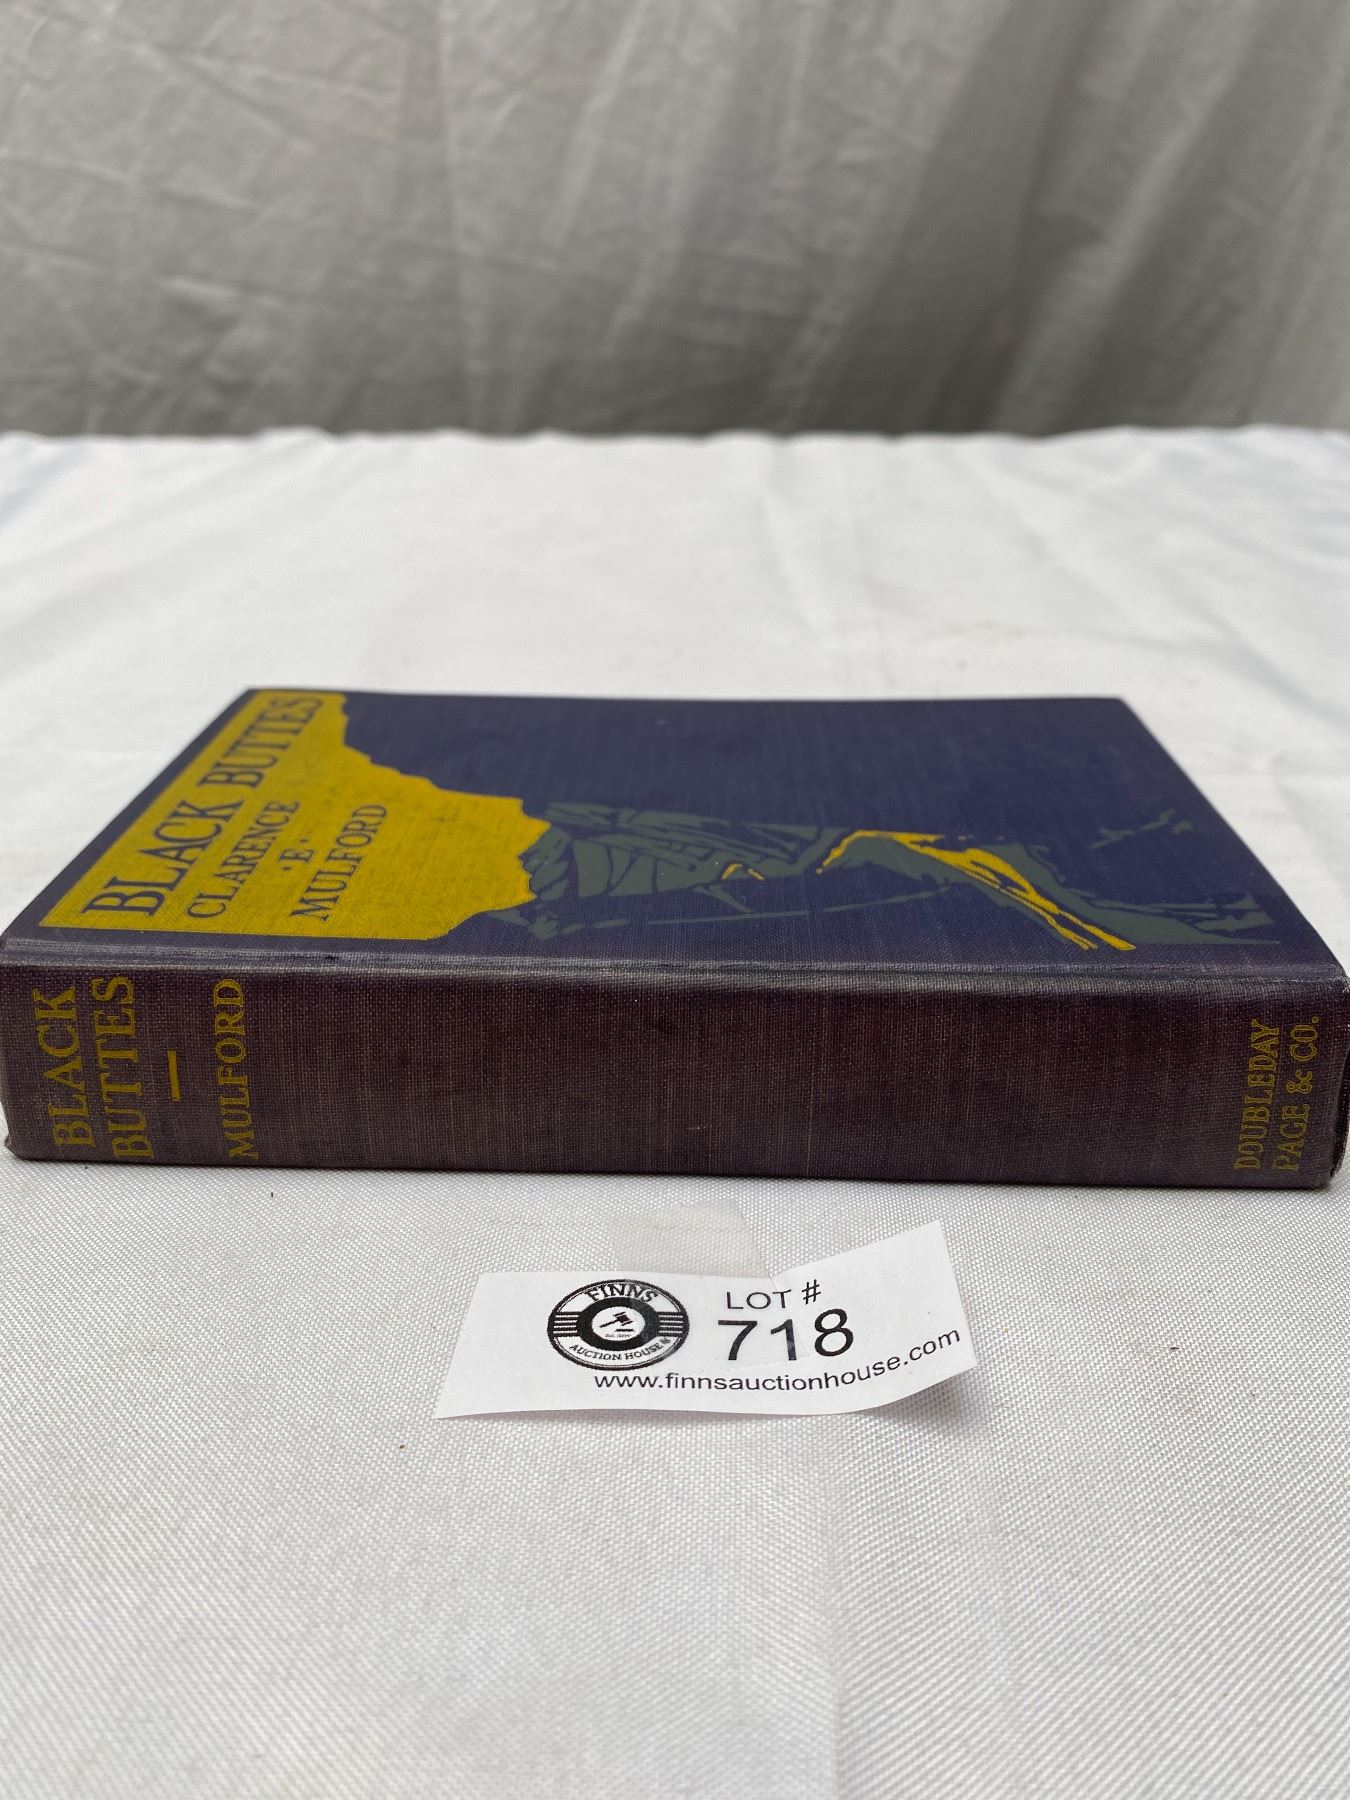 BLACK BUTTES
CLARENCE
·E·
MULFORD
BLACK
BUTTES
MULFORD
DOUBLEDAY
PAGE & CO.
FINNS
AUCTION HOUSE
LOT #
718
www.finnsauctionhouse.com